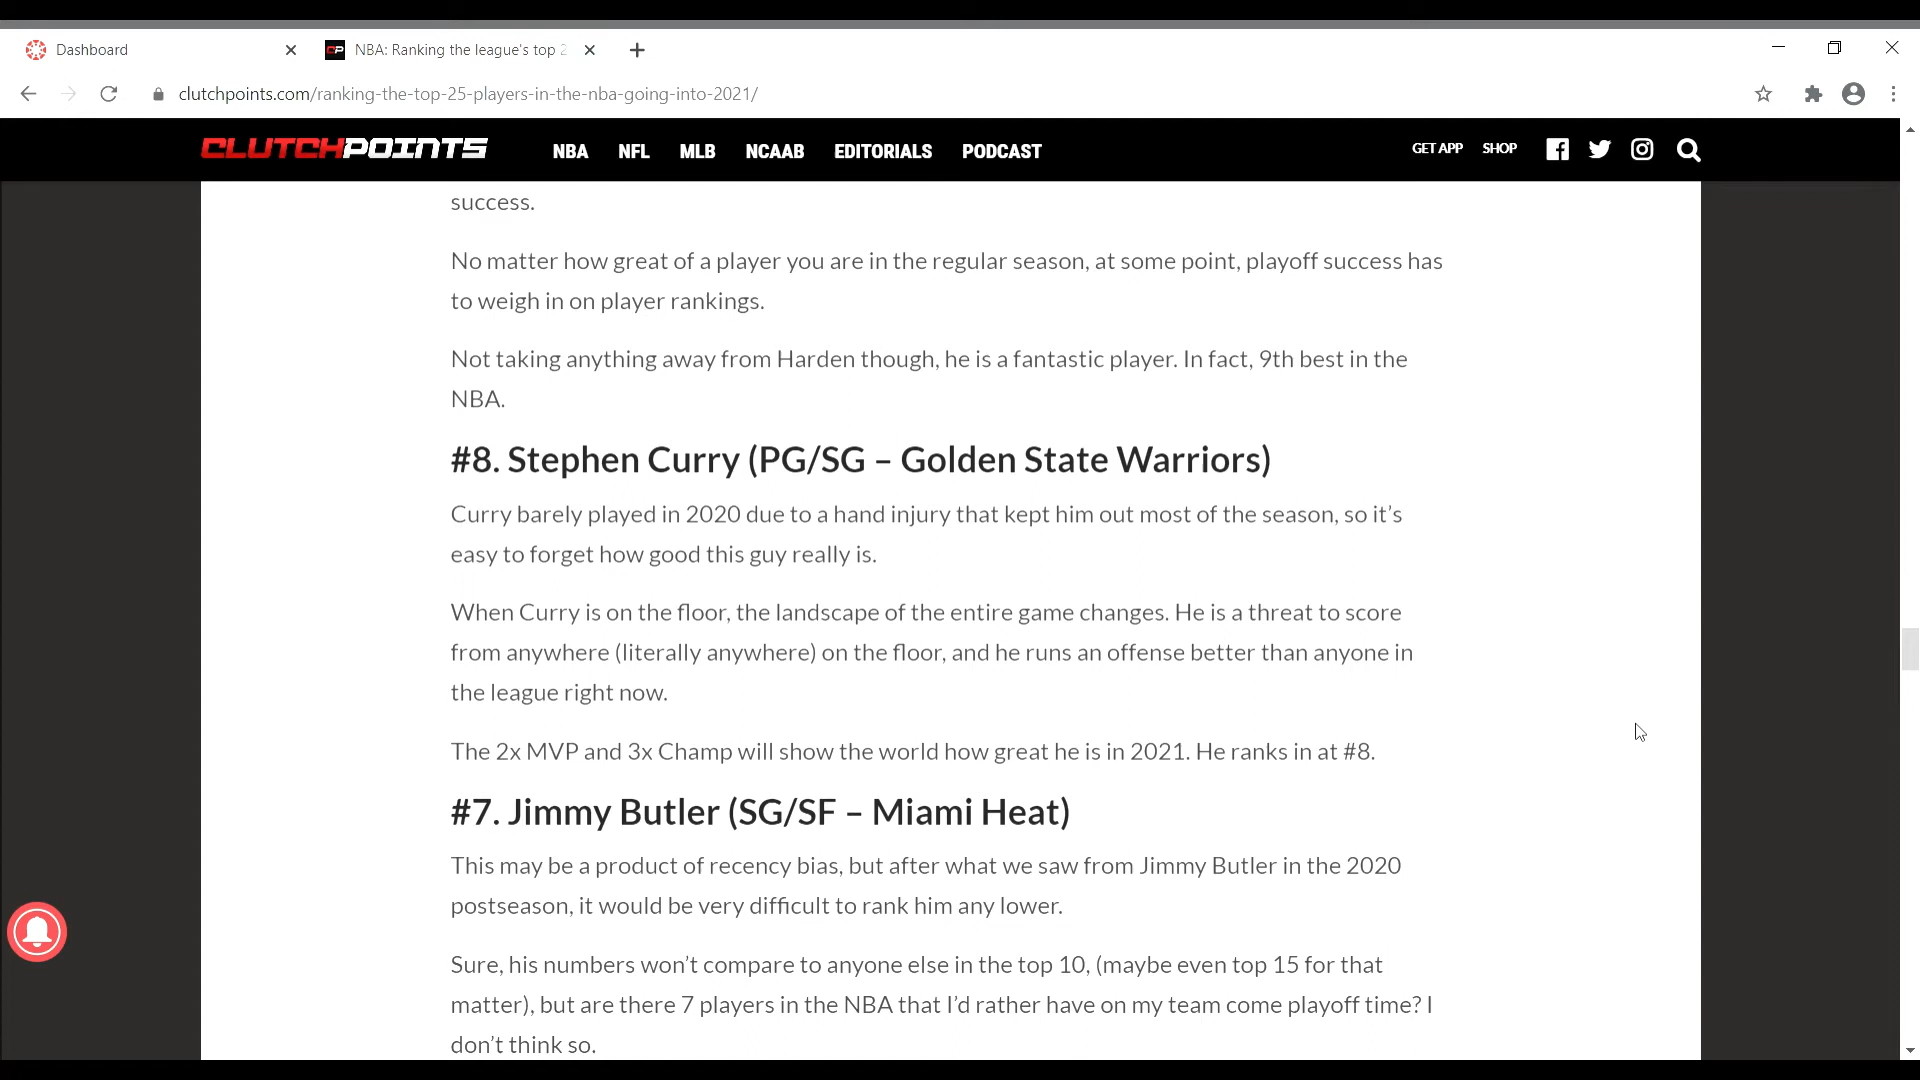 Dashboard
NBA: Ranking the league's top 2
clutchpoints.com/ranking-the-top-25-players-in-the-nba-going-into-2021/
CLUTCHPOINTS NBA NFL MLB NCAAB EDITORIALS PODCAST GET APP SHOP
success.
No matter how great of a player you are in the regular season, at some point, playoff success has
to weigh in on player rankings.
Not taking anything away from Harden though, he is a fantastic player. In fact, 9th best in the
NBA.
#8. Stephen Curry (PG/SG – Golden State Warriors)
Curry barely played in 2020 due to a hand injury that kept him out most of the season, so it’s
easy to forget how good this guy really is.
When Curry is on the floor, the landscape of the entire game changes. He is a threat to score
from anywhere (literally anywhere) on the floor, and he runs an offense better than anyone in
the league right now.
The 2x MVP and 3x Champ will show the world how great he is in 2021. He ranks in at #8.
#7. Jimmy Butler (SG/SF – Miami Heat)
This may be a product of recency bias, but after what we saw from Jimmy Butler in the 2020
postseason, it would be very difficult to rank him any lower.
Sure, his numbers won’t compare to anyone else in the top 10, (maybe even top 15 for that
matter), but are there 7 players in the NBA that I’d rather have on my team come playoff time? I
don’t think so.